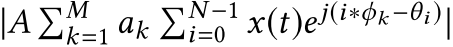 |A ∑_{k=1}^{M} a_k ∑_{i=0}^{N−1} x(t)e^{j(i∗ϕ_k−θ_i)}|